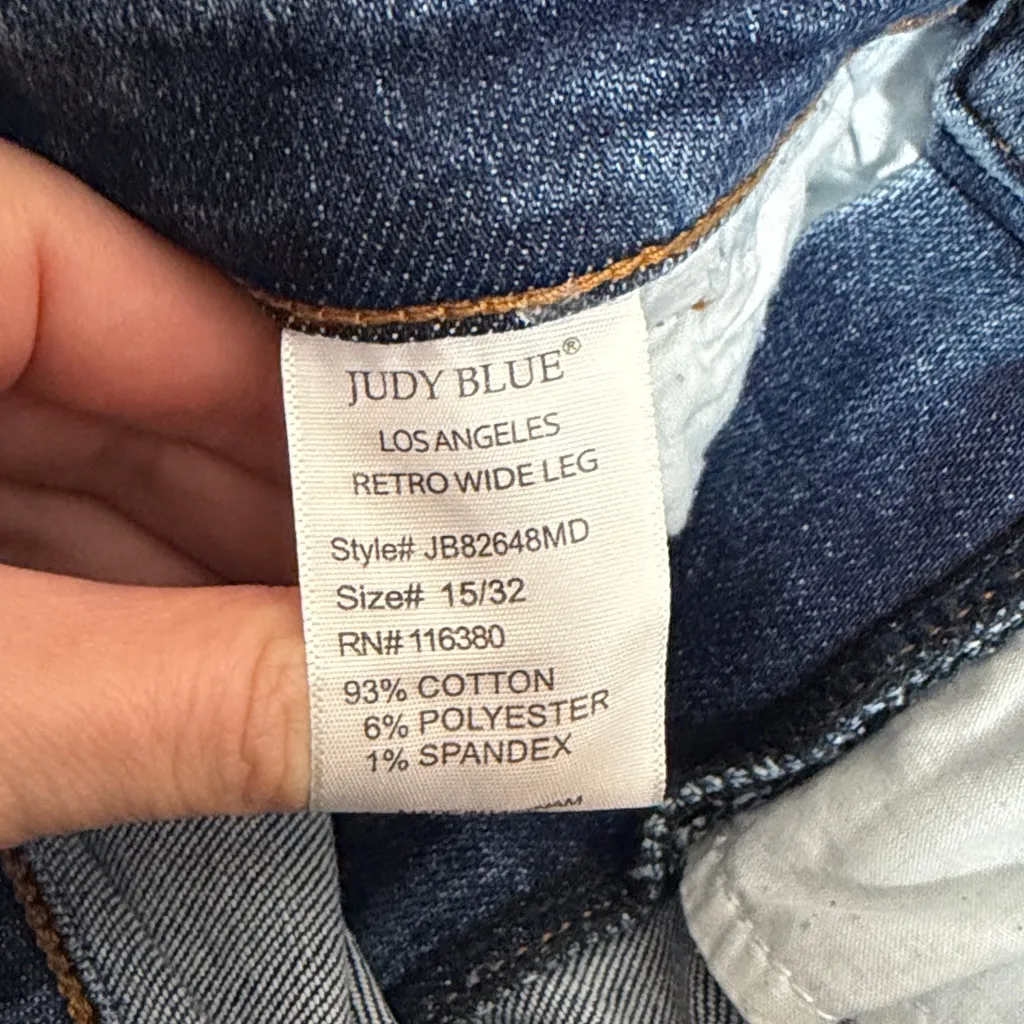 JUDY BLUE®
LOS ANGELES
RETRO WIDE LEG
Style# JB82648MD
Size# 15/32
RN# 116380
93% COTTON
6% POLYESTER
1% SPANDEX